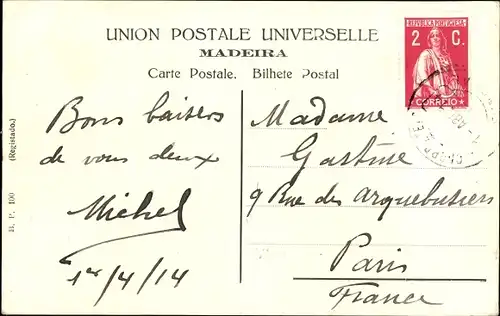 UNION POSTALE UNIVERSELLE
MADEIRA
Carte Postale. Bilhete Postal
REPUBLICA PORTUGUESA
2 C.
CORREIO
Bons baisers
de vous deux
Michel
1er/4/14
Madame
Gastine
9 Rue des arquebusiers
Paris
France
B. P. 100 (Registado.)